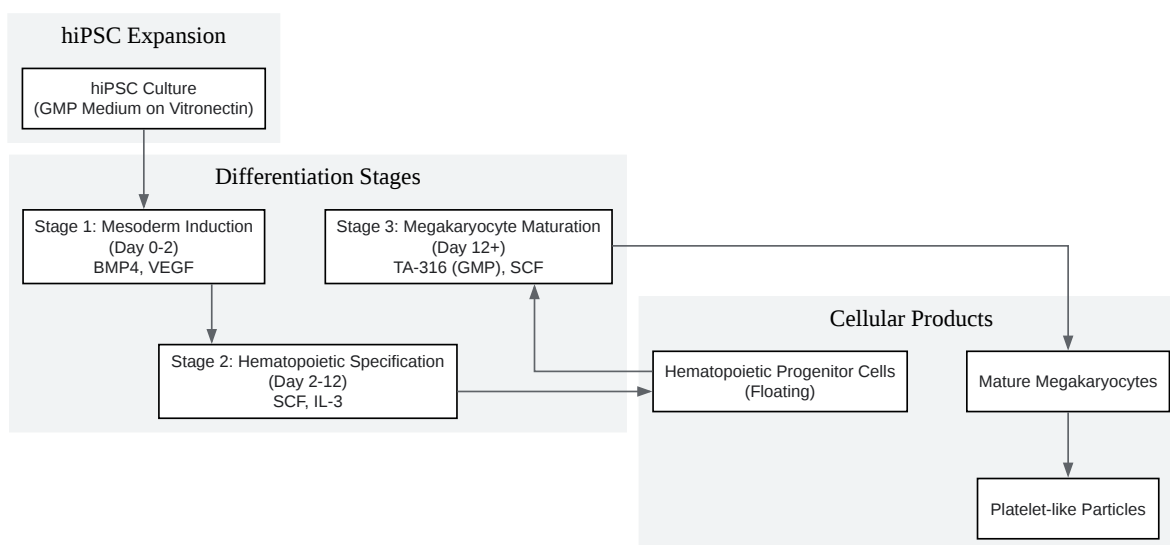 hiPSC Expansion
hiPSC Culture
(GMP Medium on Vitronectin)
Differentiation Stages
Stage 1: Mesoderm Induction
(Day 0-2)
BMP4, VEGF
Stage 3: Megakaryocyte Maturation
(Day 12+)
TA-316 (GMP), SCF
Stage 2: Hematopoietic Specification
(Day 2-12)
SCF, IL-3
Cellular Products
Hematopoietic Progenitor Cells
(Floating)
Mature Megakaryocytes
Platelet-like Particles